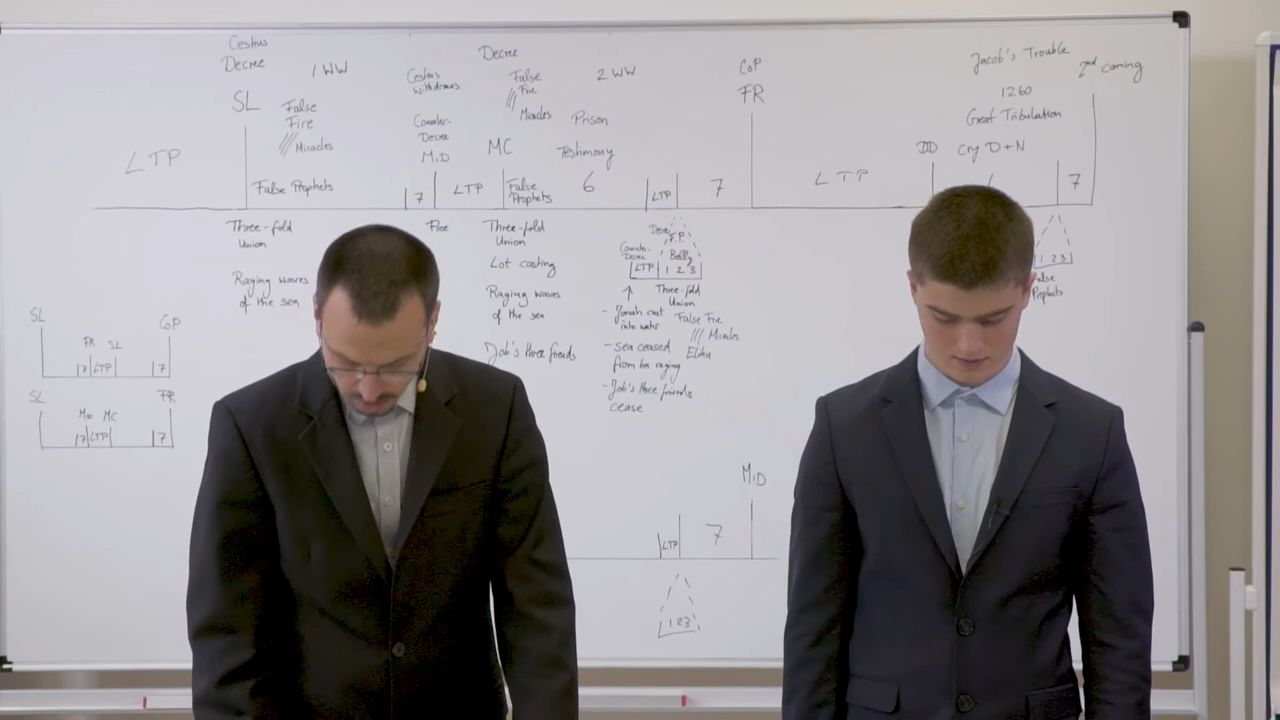 Cestius
Decree
1 WW
SL
False
Fire
Miracles
LTP
False Prophets
Cestius
withdraws
Counter-
Decree
MD
7
LTP
Decree
False
Fire
Miracles
MC
False
Prophets
2 WW
Prison
Testimony
6
LTP
7
CoP
FR
LTP
DD
Jacob's Trouble
1260
Great Tribulation
cry D + N
2nd coming
7
Three-fold
Union
Raging waves
of the sea
Flee
Three-fold
Union
Lot casting
Raging waves
of the sea
Job's three friends
Counter-
Decree
Decree
F.P.
LTP
1 2 3
Three-fold
Union
- Jonah cast
into water
- sea ceased
from her raging
- Job's three friends
cease
False Fire
Miracles
Elihu
1 2 3
False
Prophets
SL
CoP
FR
SL
7
LTP
7
SL
FR
MD
MC
7
LTP
7
MD
LTP
7
1 2 3